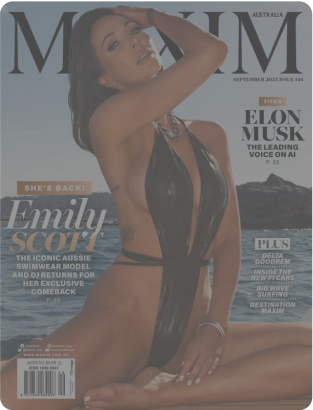 MAXIM
AUSTRALIA
SEPTEMBER 2023 ISSUE 146
TITAN
ELON
MUSK
THE LEADING
VOICE ON AI
SHE'S BACK!
Emily
SCOTT
THE ICONIC AUSSIE
SWIMWEAR MODEL
AND DJ RETURNS FOR
HER EXCLUSIVE
COMEBACK
PLUS
DELTA
GOODREM
INSIDE THE
NEW F1 CARS
BIG WAVE
SURFING
DESTINATION
MAXIM